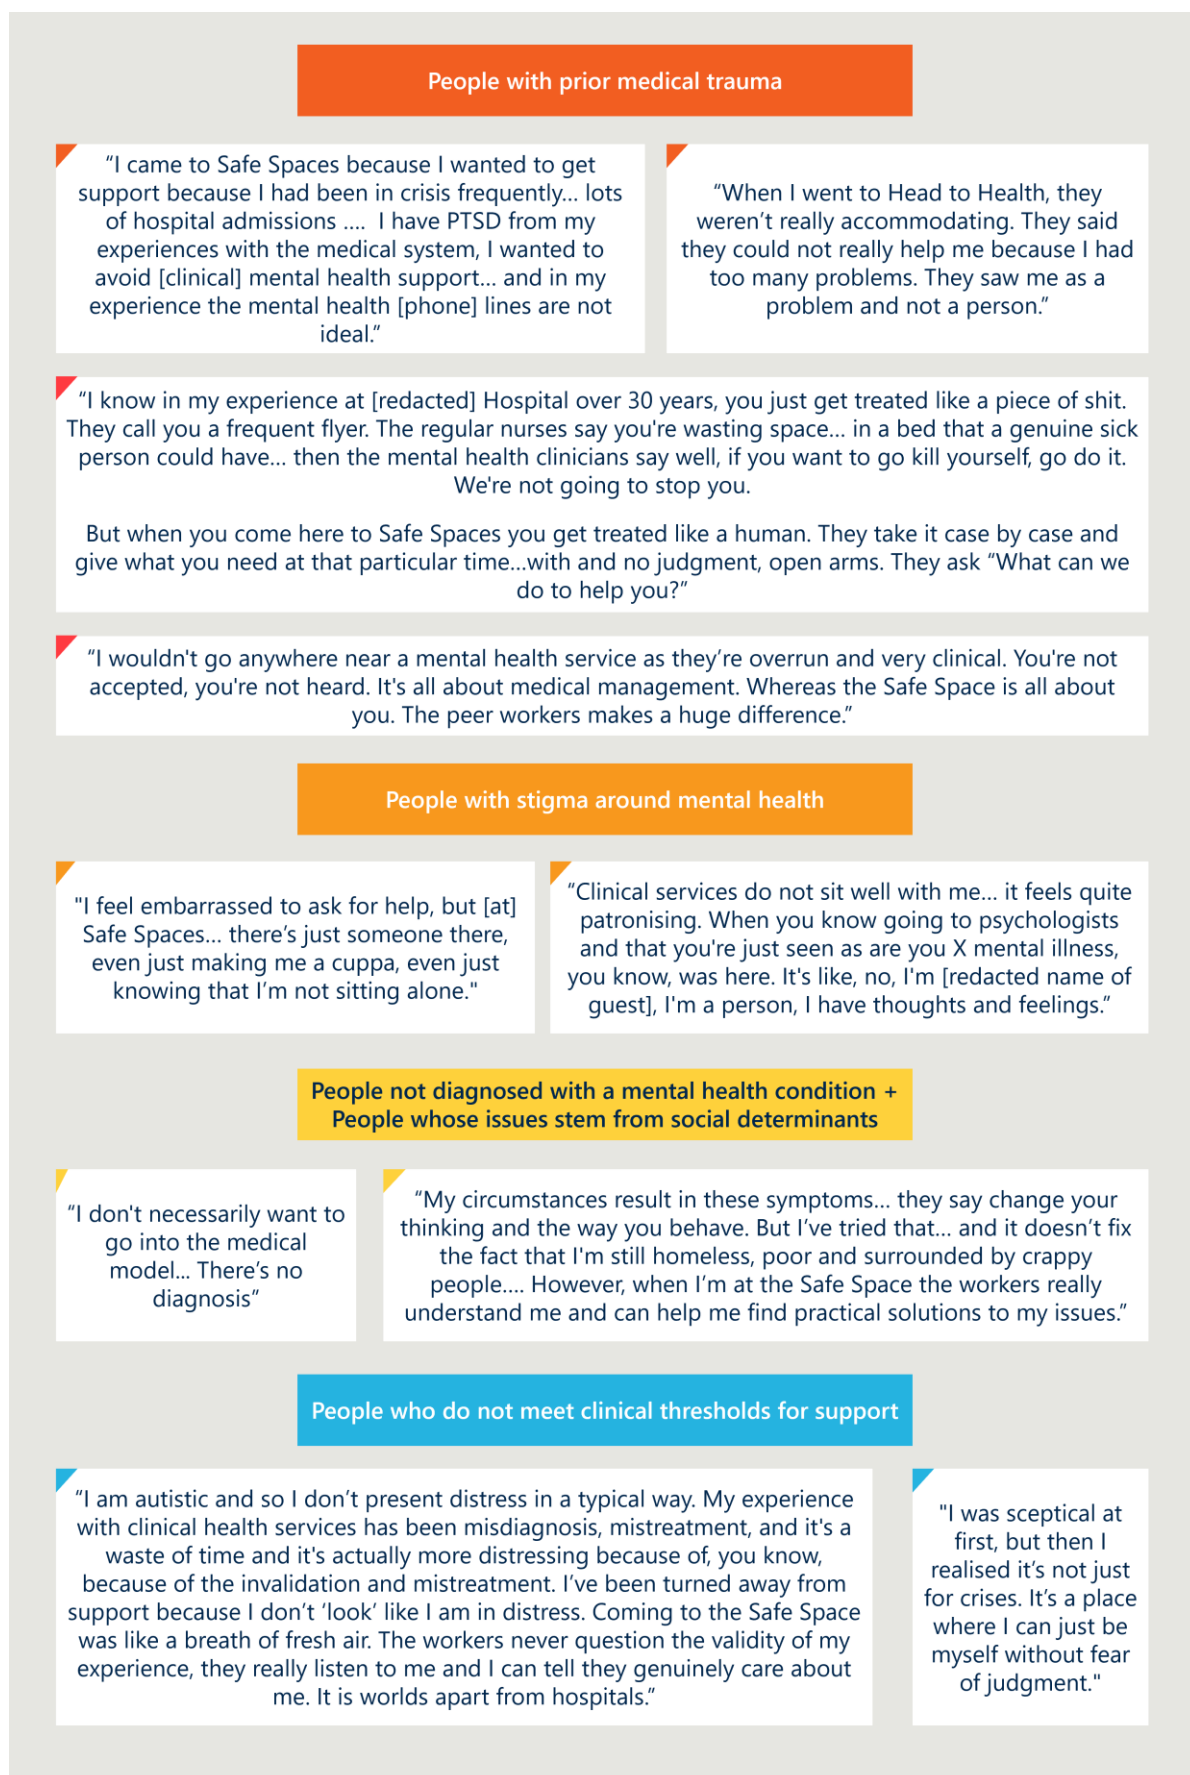 People with prior medical trauma
“I came to Safe Spaces because I wanted to get
support because I had been in crisis frequently... lots
of hospital admissions .... I have PTSD from my
experiences with the medical system, I wanted to
avoid [clinical] mental health support... and in my
experience the mental health [phone] lines are not
ideal.”
“When I went to Head to Health, they
weren’t really accommodating. They said
they could not really help me because I had
too many problems. They saw me as a
problem and not a person.”
“I know in my experience at [redacted] Hospital over 30 years, you just get treated like a piece of shit.
They call you a frequent flyer. The regular nurses say you're wasting space... in a bed that a genuine sick
person could have... then the mental health clinicians say well, if you want to go kill yourself, go do it.
We're not going to stop you.
But when you come here to Safe Spaces you get treated like a human. They take it case by case and
give what you need at that particular time...with and no judgment, open arms. They ask “What can we
do to help you?”
“I wouldn't go anywhere near a mental health service as they’re overrun and very clinical. You're not
accepted, you're not heard. It's all about medical management. Whereas the Safe Space is all about
you. The peer workers makes a huge difference.”
People with stigma around mental health
"I feel embarrassed to ask for help, but [at]
Safe Spaces... there’s just someone there,
even just making me a cuppa, even just
knowing that I’m not sitting alone."
“Clinical services do not sit well with me... it feels quite
patronising. When you know going to psychologists
and that you're just seen as are you X mental illness,
you know, was here. It's like, no, I'm [redacted name of
guest], I'm a person, I have thoughts and feelings.”
People not diagnosed with a mental health condition +
People whose issues stem from social determinants
“I don't necessarily want to
go into the medical
model... There’s no
diagnosis”
“My circumstances result in these symptoms... they say change your
thinking and the way you behave. But I’ve tried that... and it doesn’t fix
the fact that I'm still homeless, poor and surrounded by crappy
people.... However, when I’m at the Safe Space the workers really
understand me and can help me find practical solutions to my issues.”
People who do not meet clinical thresholds for support
“I am autistic and so I don’t present distress in a typical way. My experience
with clinical health services has been misdiagnosis, mistreatment, and it's a
waste of time and it's actually more distressing because of, you know,
because of the invalidation and mistreatment. I’ve been turned away from
support because I don’t ‘look’ like I am in distress. Coming to the Safe Space
was like a breath of fresh air. The workers never question the validity of my
experience, they really listen to me and I can tell they genuinely care about
me. It is worlds apart from hospitals.”
"I was sceptical at
first, but then I
realised it’s not just
for crises. It’s a place
where I can just be
myself without fear
of judgment."